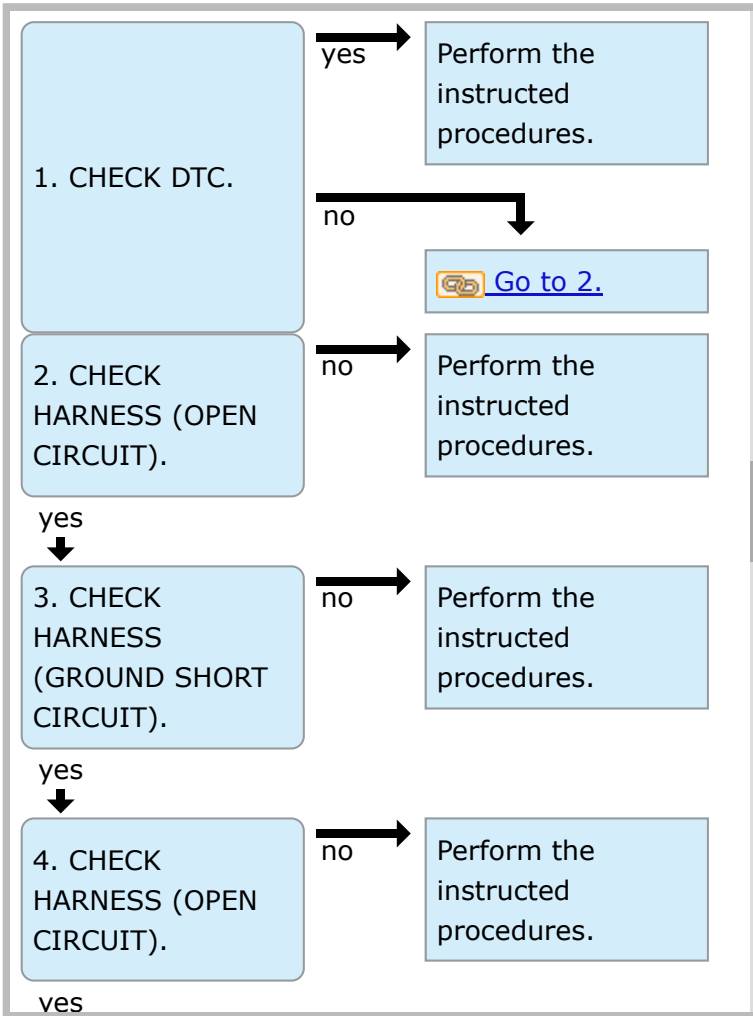 1. CHECK DTC.
yes
Perform the
instructed
procedures.
no
Go to 2.
2. CHECK
HARNESS (OPEN
CIRCUIT).
no
Perform the
instructed
procedures.
yes
3. CHECK
HARNESS
(GROUND SHORT
CIRCUIT).
no
Perform the
instructed
procedures.
yes
4. CHECK
HARNESS (OPEN
CIRCUIT).
no
Perform the
instructed
procedures.
yes